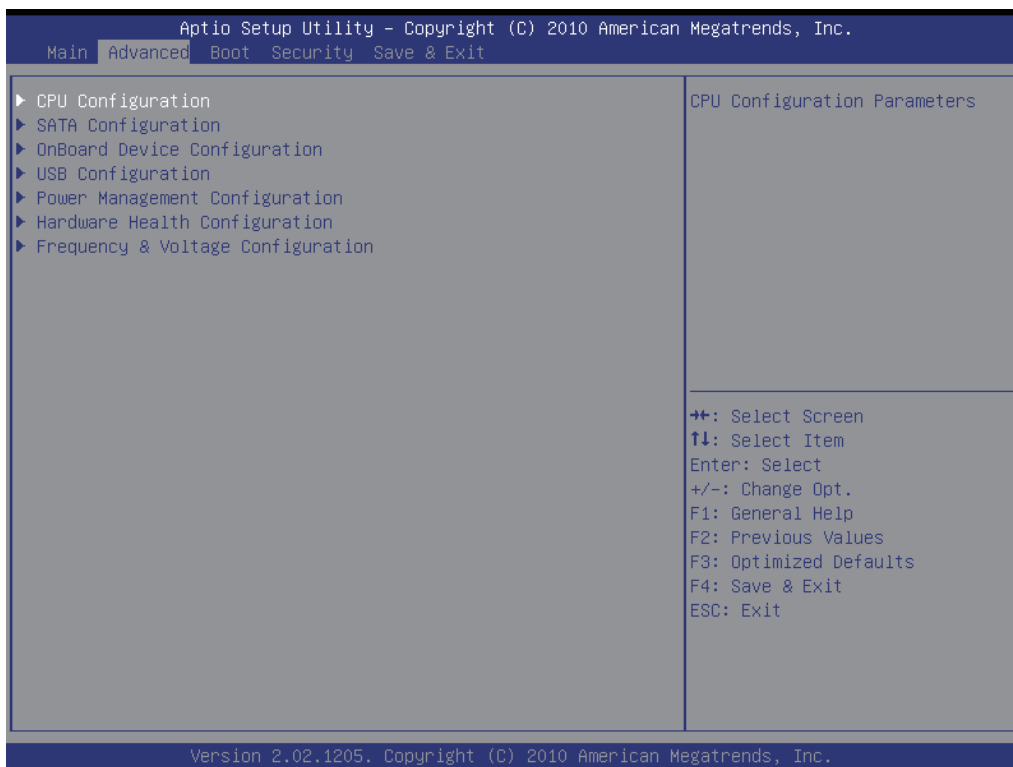 Aptio Setup Utility – Copyright (C) 2010 American Megatrends, Inc.
Main Advanced Boot Security Save & Exit
▶ CPU Configuration
▶ SATA Configuration
▶ OnBoard Device Configuration
▶ USB Configuration
▶ Power Management Configuration
▶ Hardware Health Configuration
▶ Frequency & Voltage Configuration
CPU Configuration Parameters
→←: Select Screen
↑↓: Select Item
Enter: Select
+/-: Change Opt.
F1: General Help
F2: Previous Values
F3: Optimized Defaults
F4: Save & Exit
ESC: Exit
Version 2.02.1205. Copyright (C) 2010 American Megatrends, Inc.